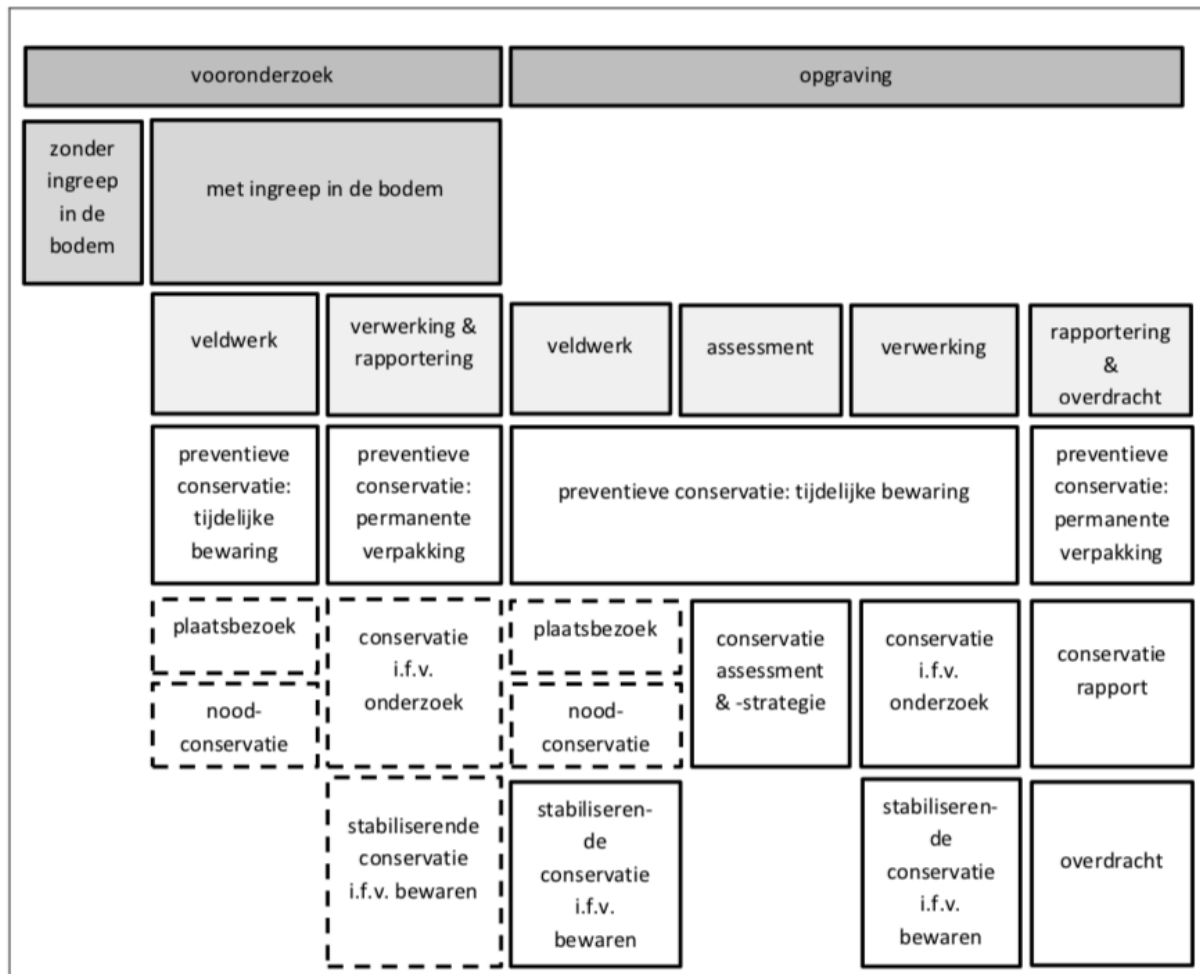 vooronderzoek
opgraving
zonder
ingreep
in de
bodem
met ingreep in de bodem
veldwerk
verwerking &
rapportering
veldwerk
assessment
verwerking
rapportering
&
overdracht
preventieve
conservatie:
tijdelijke
bewaring
preventieve
conservatie:
permanente
verpakking
preventieve conservatie: tijdelijke bewaring
preventieve
conservatie:
permanente
verpakking
plaatsbezoek
nood-
conservatie
conservatie
i.f.v.
onderzoek
plaatsbezoek
nood-
conservatie
conservatie
assessment
& -strategie
conservatie
i.f.v.
onderzoek
conservatie
rapport
stabiliserende
conservatie
i.f.v. bewaren
stabiliseren-
de
conservatie
i.f.v.
bewaren
stabiliseren-
de
conservatie
i.f.v.
bewaren
overdracht